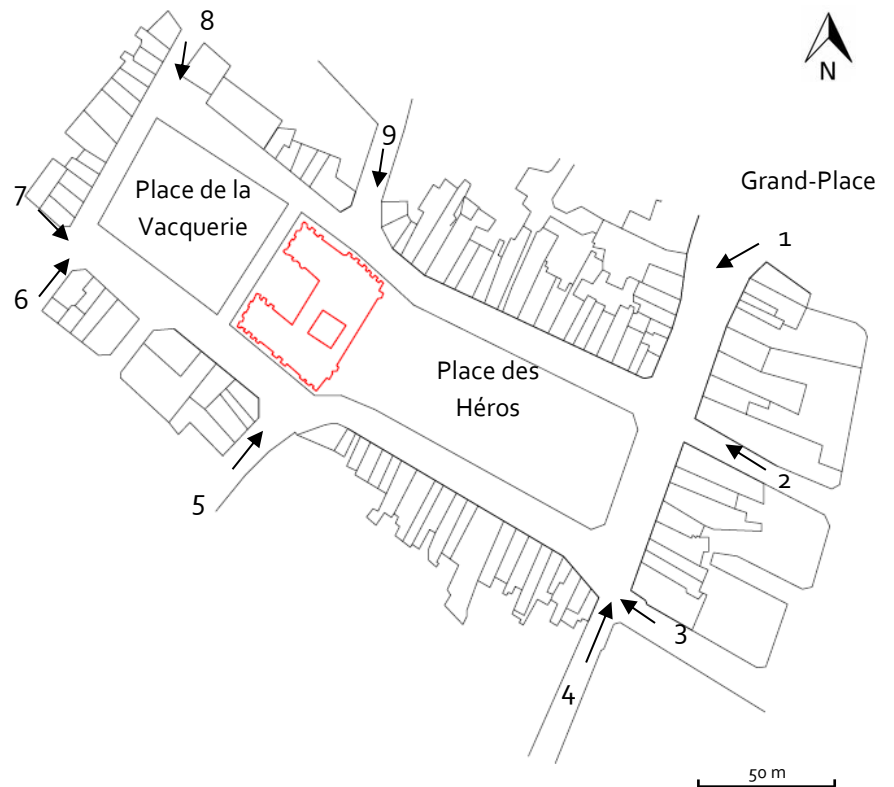 8
N
9
7
Place de la
Vacquerie
Grand-Place
1
6
Place des
Héros
2
5
3
4
50 m